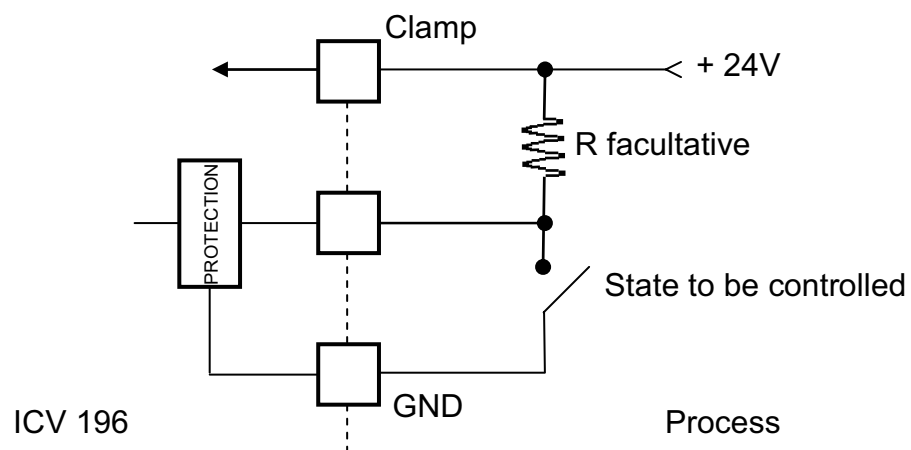 Clamp
+ 24V
R facultative
PROTECTION
State to be controlled
GND
ICV 196
Process